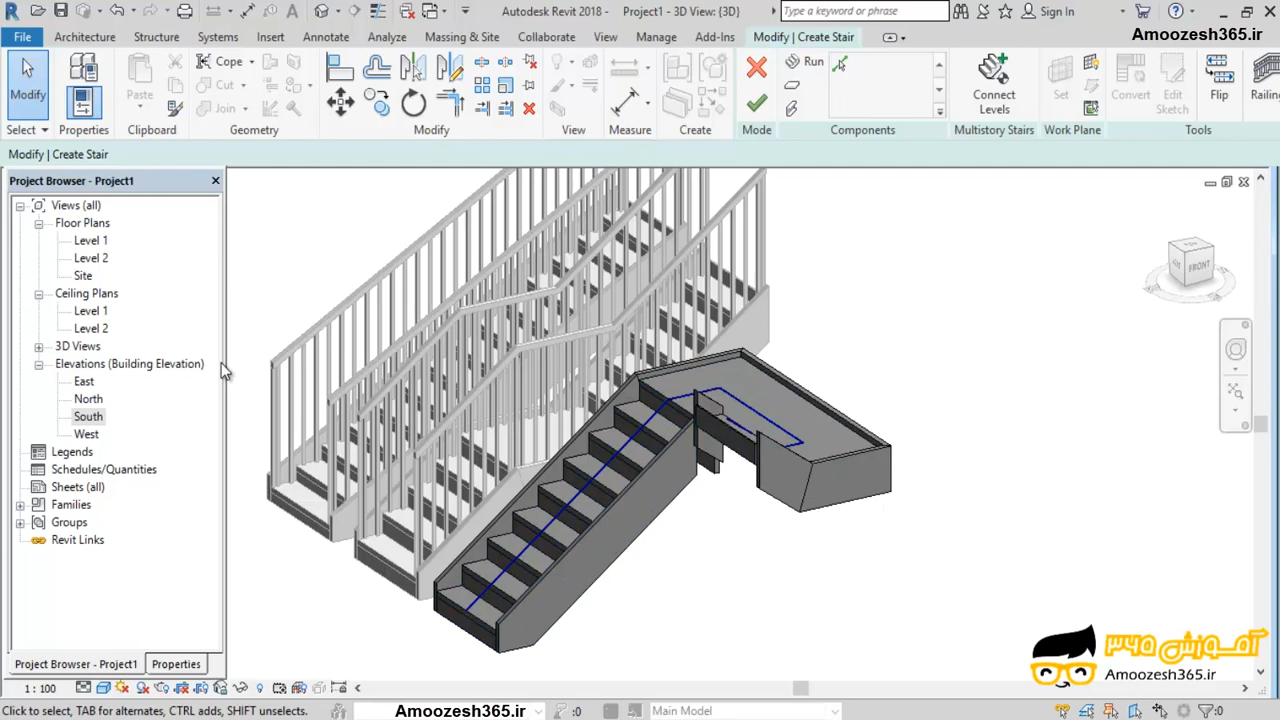 Autodesk Revit 2018 - Project1 - 3D View: {3D}
Type a keyword or phrase
Sign In
File
Architecture
Structure
Systems
Insert
Annotate
Analyze
Massing & Site
Collaborate
View
Manage
Add-Ins
Modify | Create Stair
Amoozesh365.ir
Modify
Paste
Cope
Cut
Join
Run
Connect
Levels
Set
Convert
Edit
Sketch
Flip
Select
Properties
Clipboard
Geometry
Modify
View
Measure
Create
Mode
Components
Multistory Stairs
Work Plane
Tools
Modify | Create Stair
Project Browser - Project1
Views (all)
Floor Plans
Level 1
Level 2
Site
Ceiling Plans
Level 1
Level 2
3D Views
Elevations (Building Elevation)
East
North
South
West
Legends
Schedules/Quantities
Sheets (all)
Families
Groups
Revit Links
FRONT
Project Browser - Project1
Properties
آموزش ۳۶۵
Amoozesh365.ir
1 : 100
Click to select, TAB for alternates, CTRL adds, SHIFT unselects.
Amoozesh365.ir
:0
Main Model
:0